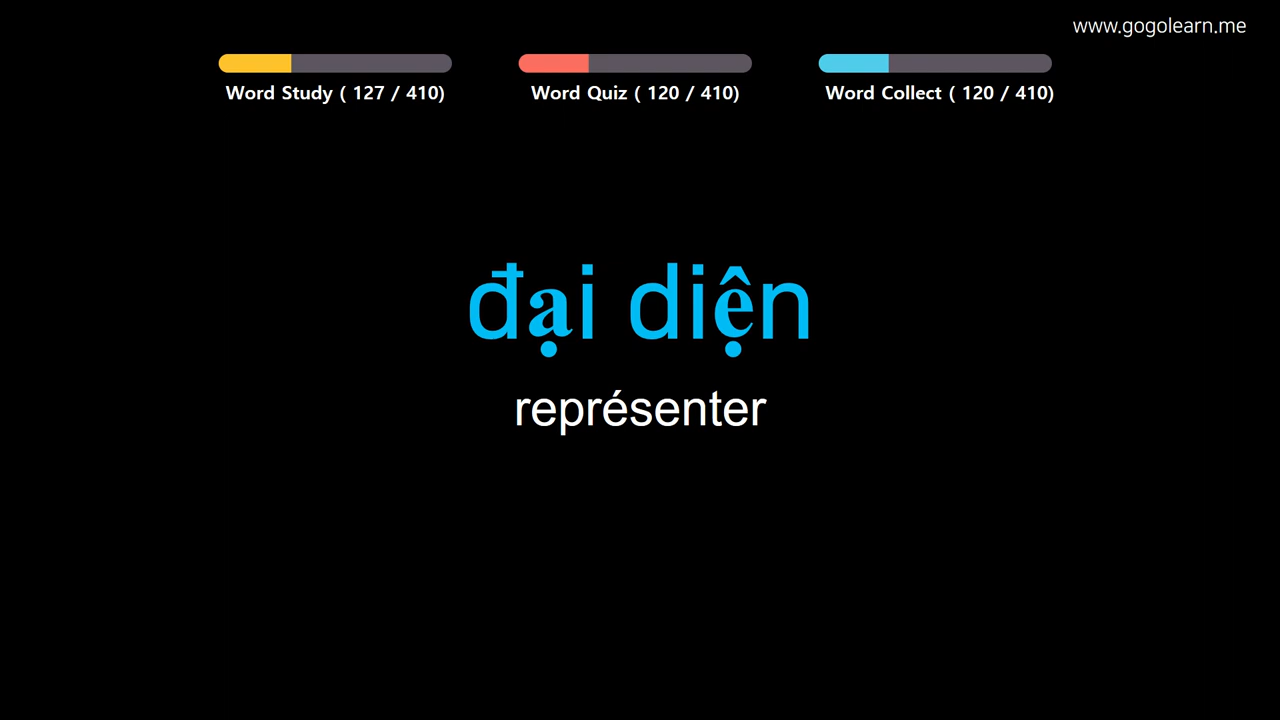 www.gogolearn.me
Word Study ( 127 / 410)
Word Quiz ( 120 / 410)
Word Collect ( 120 / 410)
đại diện
représenter